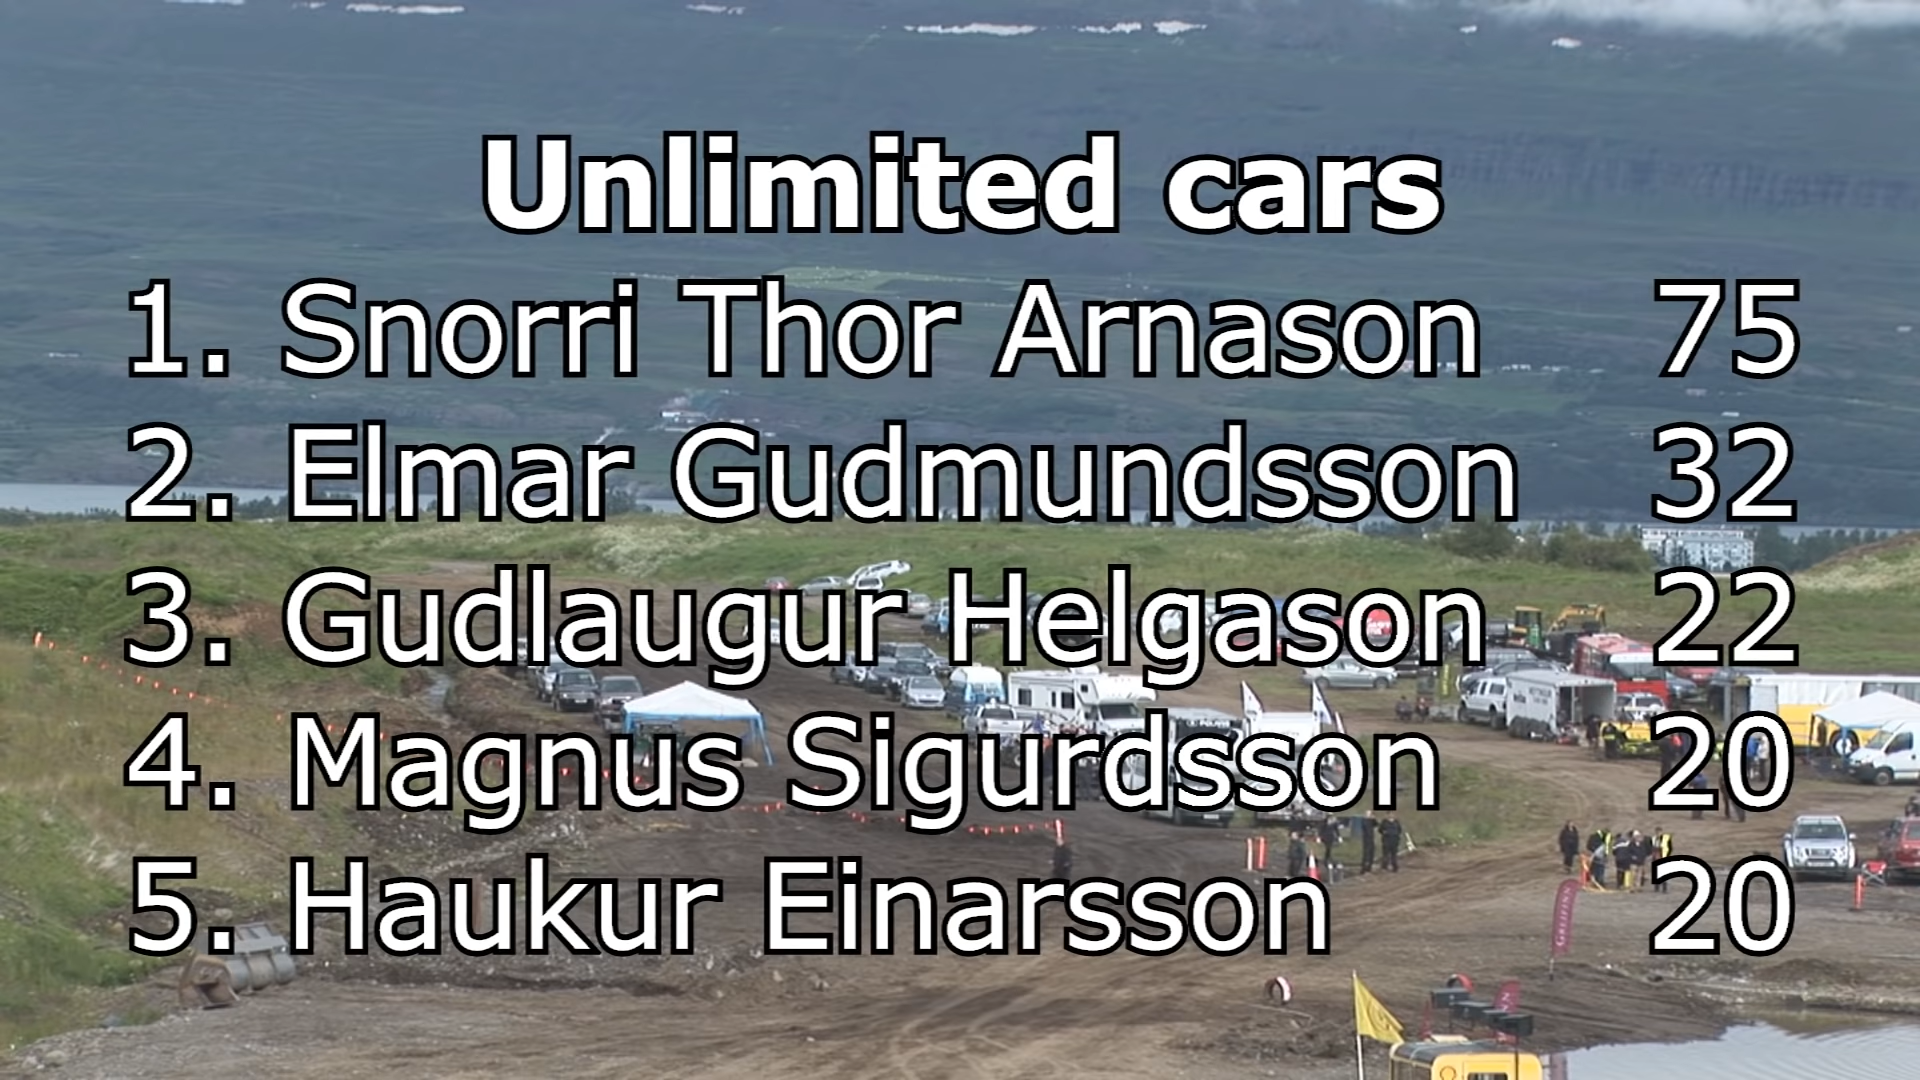 Unlimited cars
1. Snorri Thor Arnason 75
2. Elmar Gudmundsson 32
3. Gudlaugur Helgason 22
4. Magnus Sigurdsson 20
5. Haukur Einarsson 20